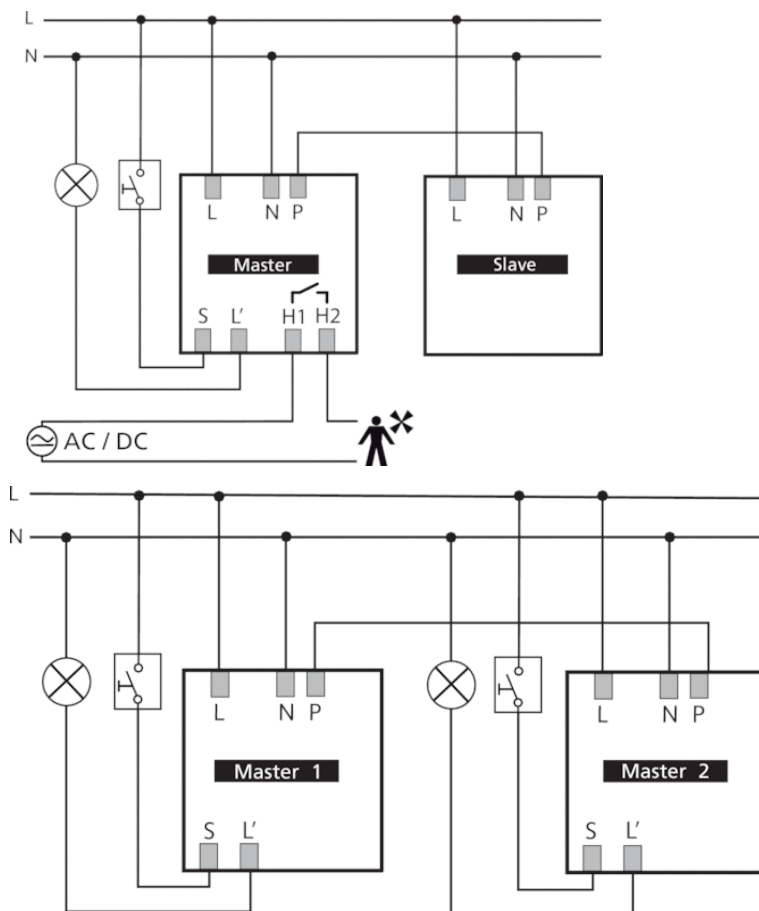 L
N
L N P L N P
Master Slave
S L' H1 H2
AC / DC
L
N
L N P L N P
Master 1 Master 2
S L' S L'